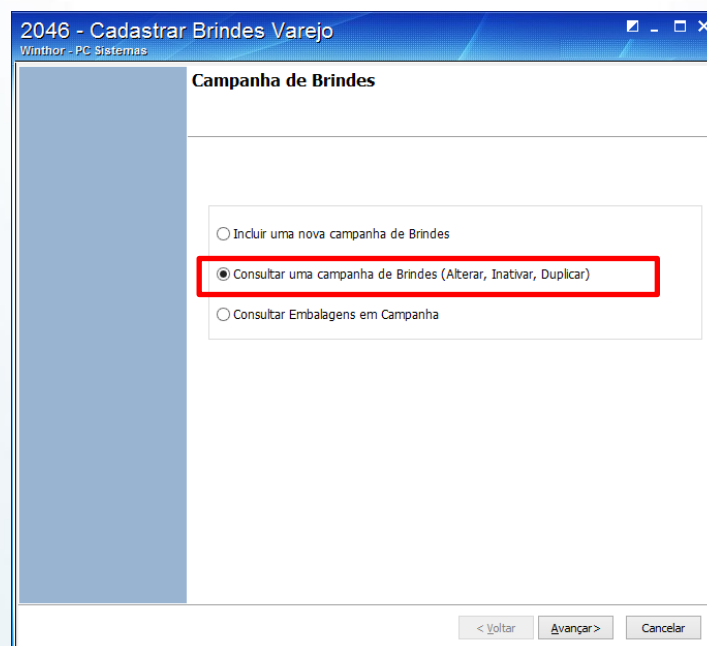 2046 - Cadastrar Brindes Varejo
Winthor - PC Sistemas
Campanha de Brindes
Incluir uma nova campanha de Brindes
Consultar uma campanha de Brindes (Alterar, Inativar, Duplicar)
Consultar Embalagens em Campanha
< Voltar Avançar > Cancelar